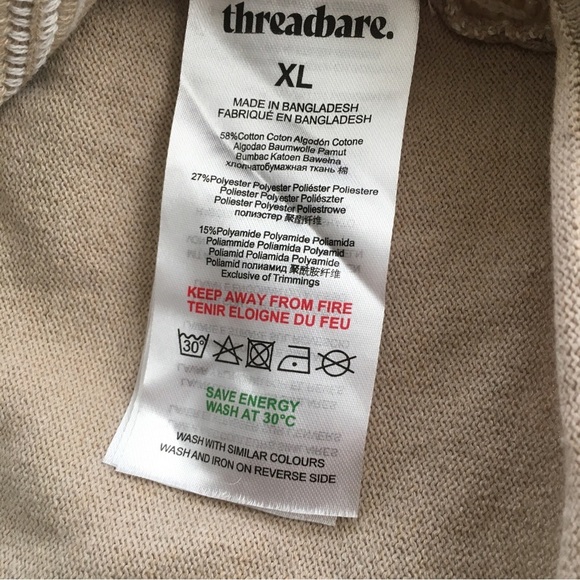 threadbare.
XL
MADE IN BANGLADESH
FABRIQUÉ EN BANGLADESH
58%Cotton Coton Algodón Cotone
Algodao Baumwolle Pamut
Bumbac Katoen Bawełna
хлопчатобумажная ткань 棉
27%Polyester Polyester Poliéster Poliestere
Poliester Polyester Poliészter
Poliester Polyester Poliestrowe
полиэстер 聚酯纤维
15%Polyamide Polyamide Poliamida
Poliammide Poliamida Polyamid
Poliamid Poliamida Polyamide
Poliamid полиамид 聚酰胺纤维
Exclusive of Trimmings
KEEP AWAY FROM FIRE
TENIR ELOIGNE DU FEU
30°
SAVE ENERGY
WASH AT 30°C
WASH WITH SIMILAR COLOURS
WASH AND IRON ON REVERSE SIDE